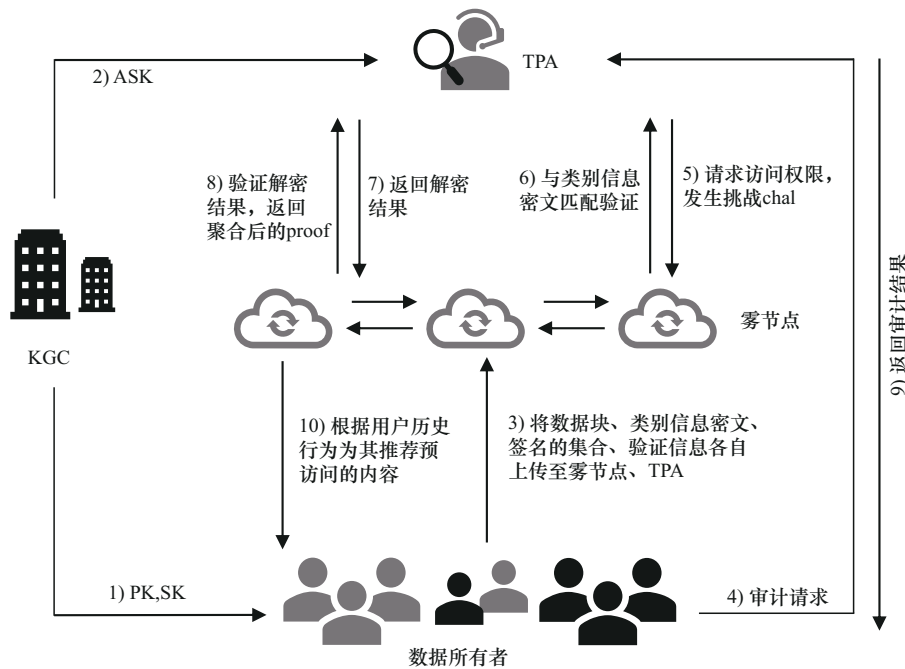 TPA
2) ASK
8) 验证解密
结果，返回
聚合后的proof
7) 返回解密
结果
6) 与类别信息
密文匹配验证
5) 请求访问权限，
发生挑战chal
雾节点
KGC
9) 返回审计结果
10) 根据用户历史
行为为其推荐预
访问的内容
3) 将数据块、类别信息密文、
签名的集合、验证信息各自
上传至雾节点、TPA
1) PK,SK
4) 审计请求
数据所有者